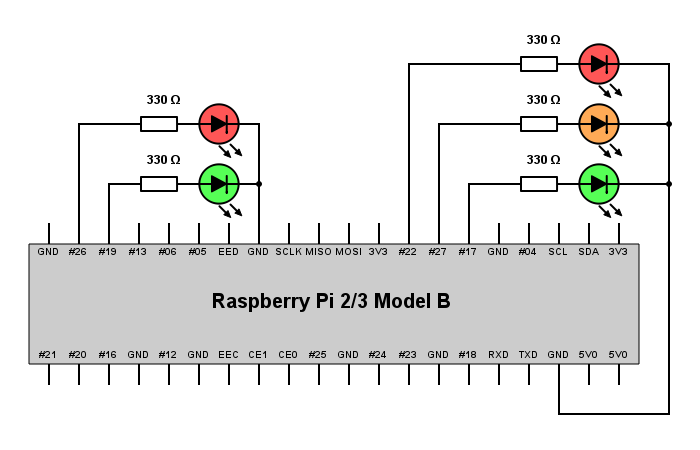 330 Ω
330 Ω
330 Ω
330 Ω
330 Ω
GND #26 #19 #13 #06 #05 EED GND SCLK MISO MOSI 3V3 #22 #27 #17 GND #04 SCL SDA 3V3
Raspberry Pi 2/3 Model B
#21 #20 #16 GND #12 GND EEC CE1 CE0 #25 GND #24 #23 GND #18 RXD TXD GND 5V0 5V0